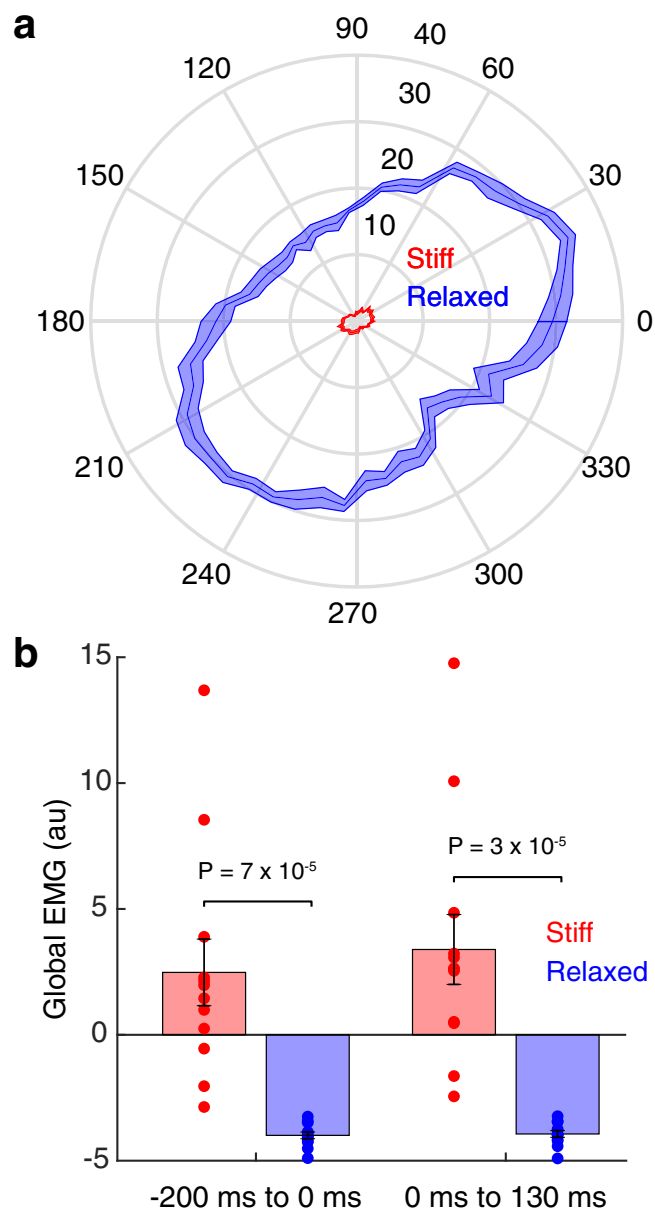 a
90
40
120
60
30
150
20
30
10
Stiff
Relaxed
180
0
210
330
240
300
270
b
15
10
P = 3 x 10⁻⁵
P = 7 x 10⁻⁵
5
Stiff
Relaxed
0
-5
Global EMG (au)
-200 ms to 0 ms
0 ms to 130 ms